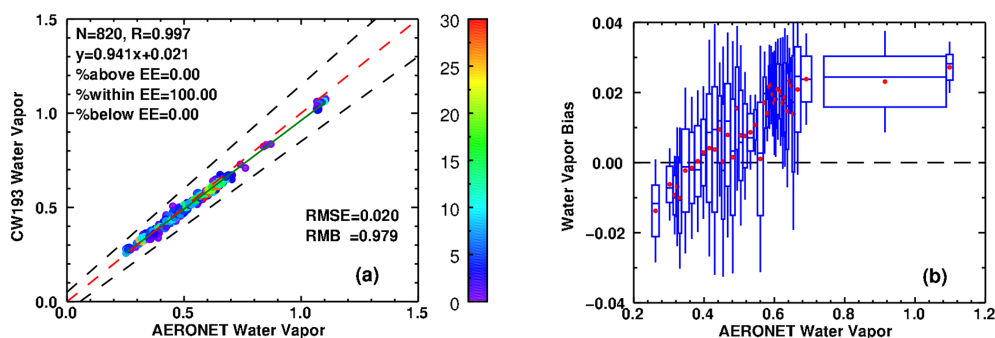 N=820, R=0.997
y=0.941x+0.021
%above EE=0.00
%within EE=100.00
%below EE=0.00
RMSE=0.020
RMB =0.979
(a)
CW193 Water Vapor
1.5
1.0
0.5
0.0
0.0 0.5 1.0 1.5
AERONET Water Vapor
30
25
20
15
10
5
0
Water Vapor Bias
0.04
0.02
0.00
−0.02
−0.04
(b)
0.2 0.4 0.6 0.8 1.0 1.2
AERONET Water Vapor